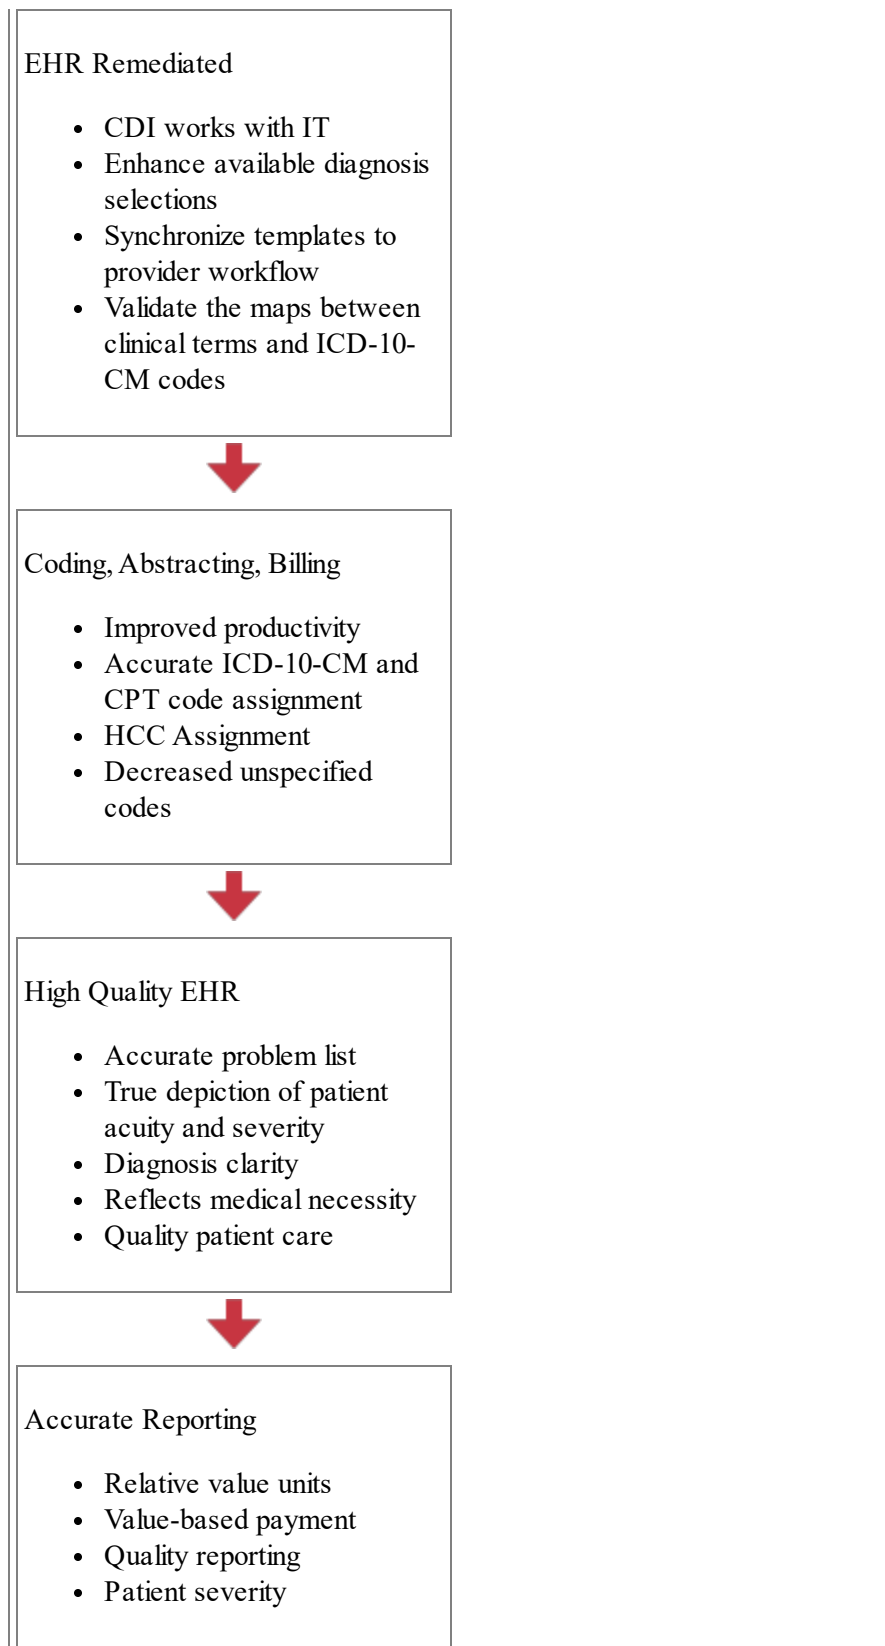 EHR Remediated
CDI works with IT
Enhance available diagnosis
selections
Synchronize templates to
provider workflow
Validate the maps between
clinical terms and ICD-10-
CM codes
Coding, Abstracting, Billing
Improved productivity
Accurate ICD-10-CM and
CPT code assignment
HCC Assignment
Decreased unspecified
codes
High Quality EHR
Accurate problem list
True depiction of patient
acuity and severity
Diagnosis clarity
Reflects medical necessity
Quality patient care
Accurate Reporting
Relative value units
Value-based payment
Quality reporting
Patient severity